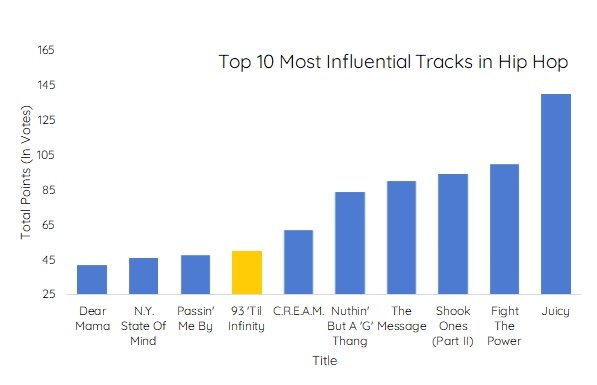 Top 10 Most Influential Tracks in Hip Hop
Total Points (In Votes)
165
145
125
105
85
65
45
25
Dear
Mama
N.Y.
State Of
Mind
Passin'
Me By
93 'Til
Infinity
C.R.E.A.M.
Nuthin'
But A 'G'
Thang
The
Message
Shook
Ones
(Part II)
Fight
The
Power
Juicy
Title